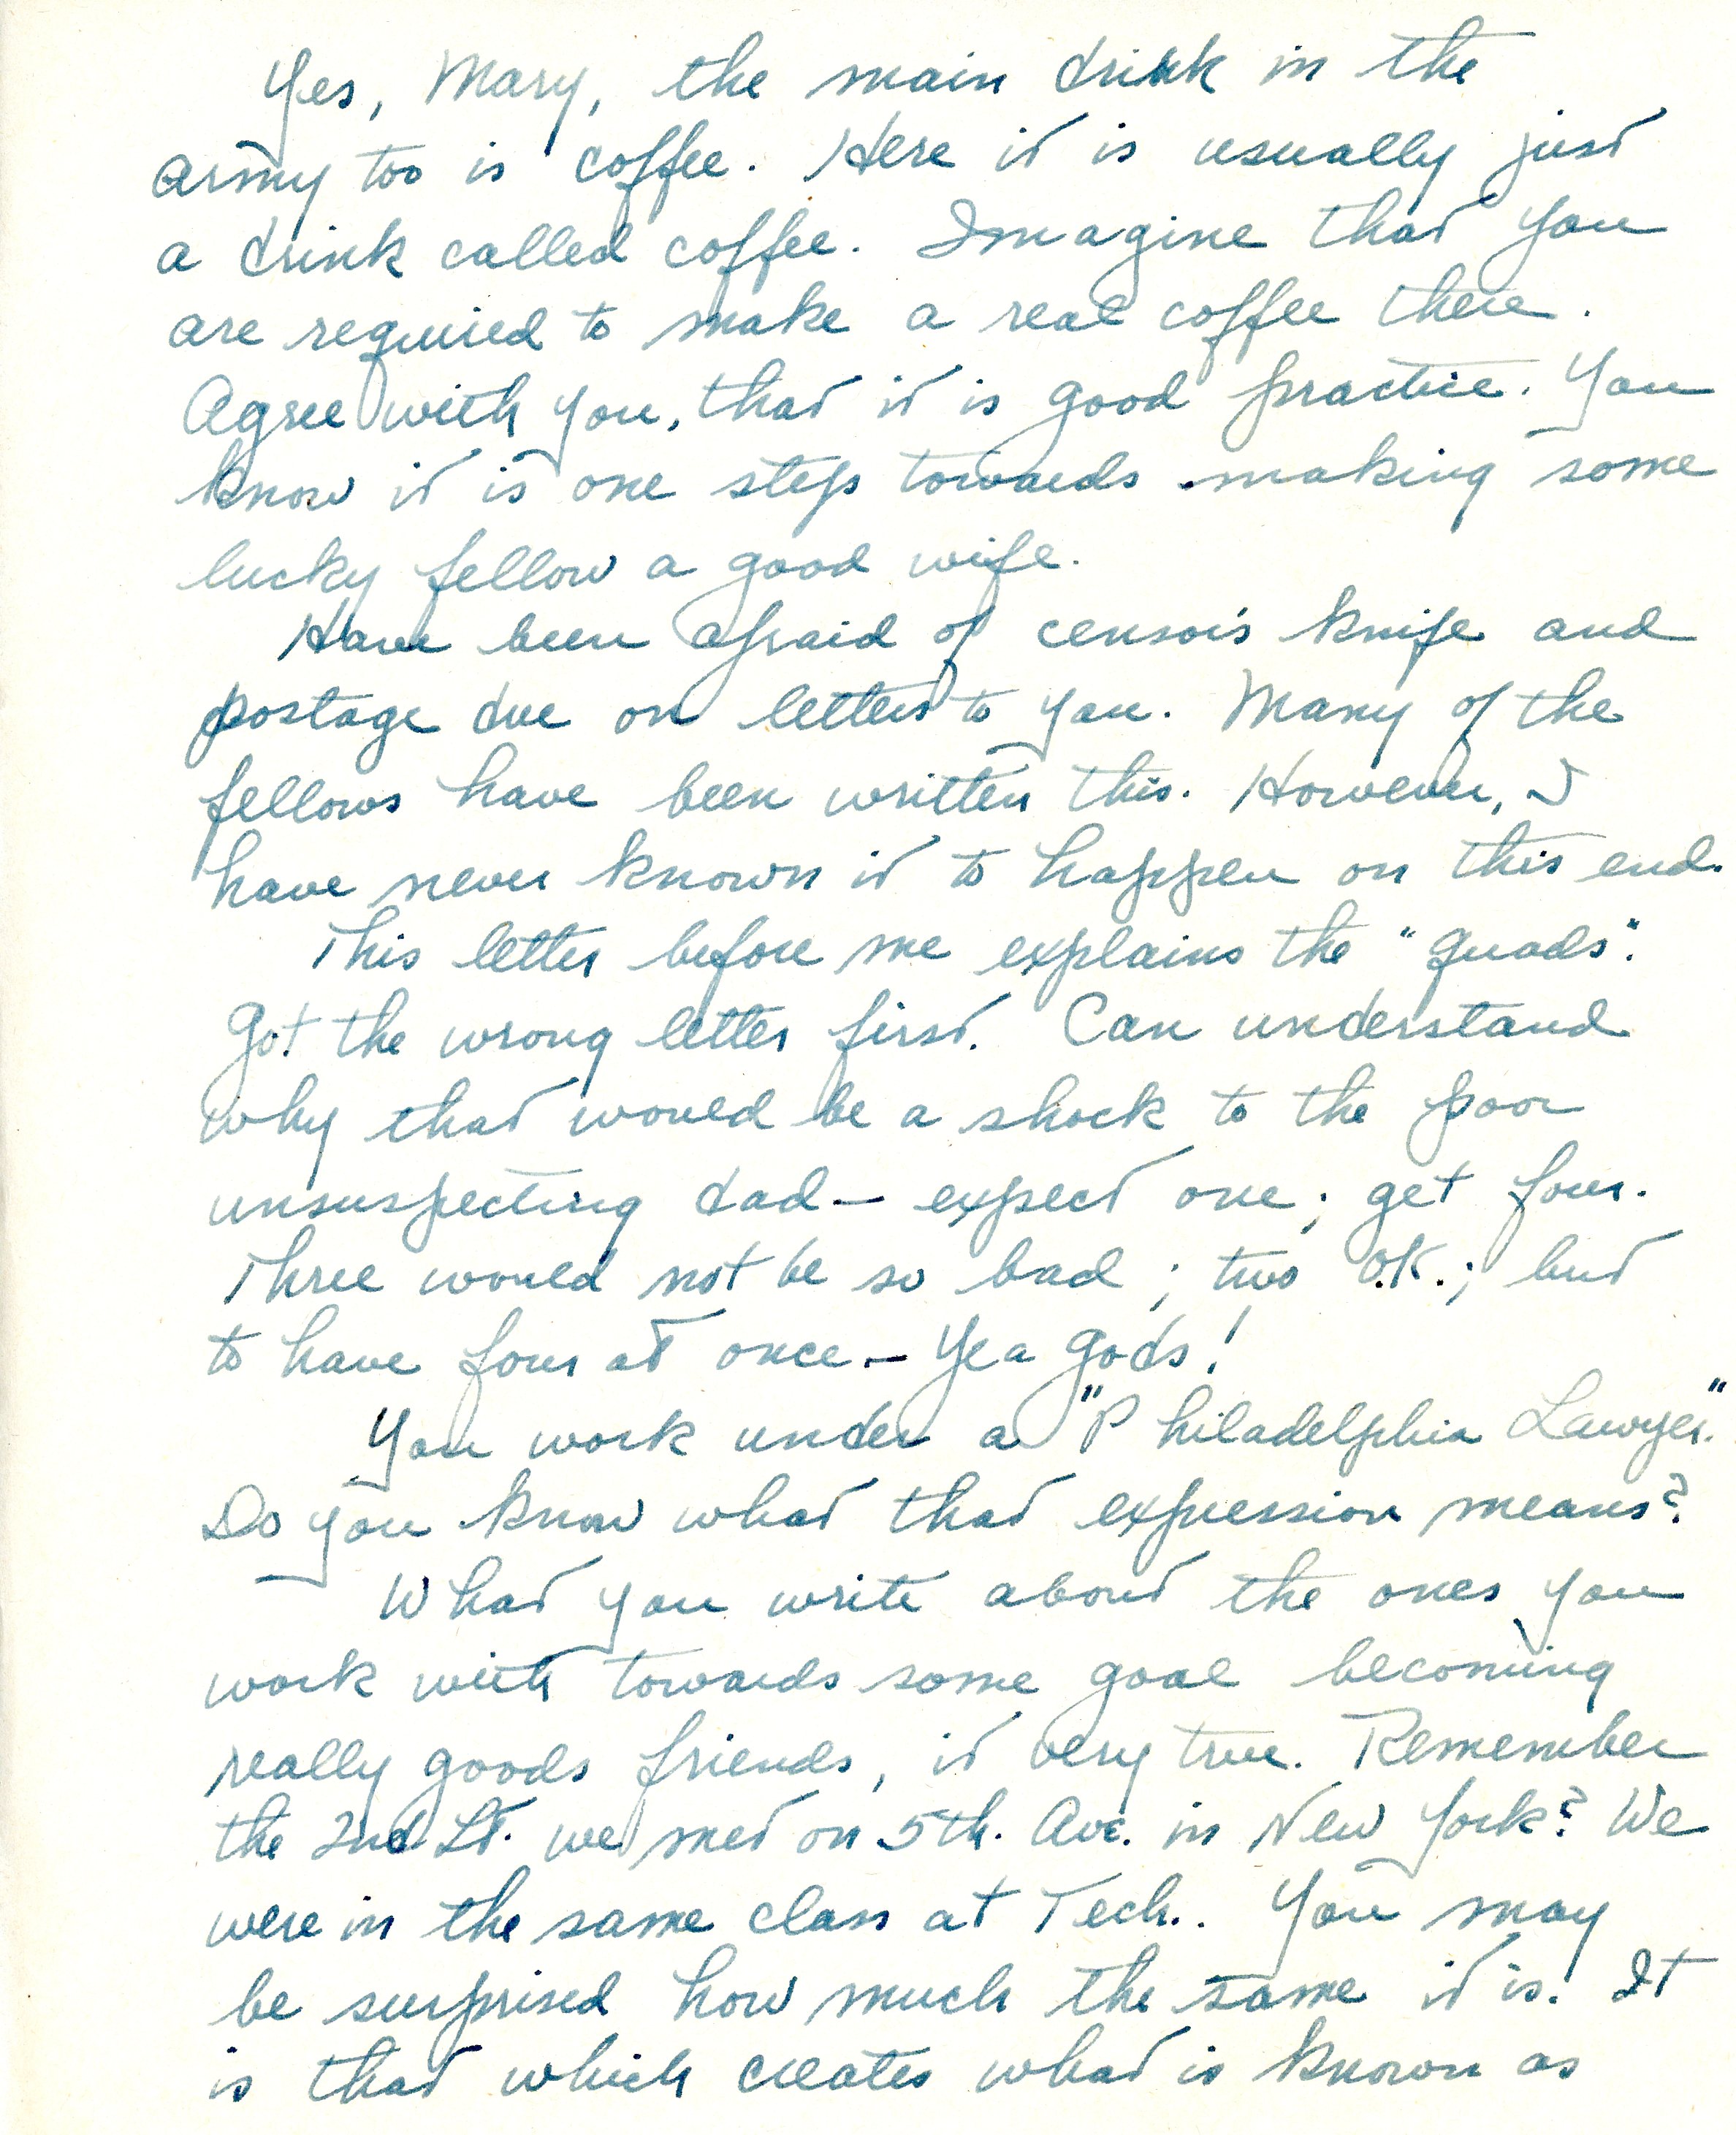 Yes, Mary, the main drink in the
army too is coffee. Here it is usually just
a drink called coffee. Imagine that you
are required to make a real coffee there.
Agree with you, that it is good practice. You
know it is one step towards making some
lucky fellow a good wife.
Have been afraid of censor's knife and
postage due on letters to you. Many of the
fellows have been written this. However, I
have never known it to happen on this end.
This letter before me explains the "quads".
Got the wrong letter first. Can understand
why that would be a shock to the poor
unsuspecting dad — expect one; get four.
Three would not be so bad; two O.K.; but
to have four at once — Yea gods!
You work under a "Philadelphia Lawyer."
Do you know what that expression means?
What you write about the ones you
work with towards some goal becoming
really goods friends, it very true. Remember
the 2nd Lt. we met on 5th. Ave. in New York? We
were in the same class at Tech.. You may
be surprised how much the same it is! It
is that which creates what is known as